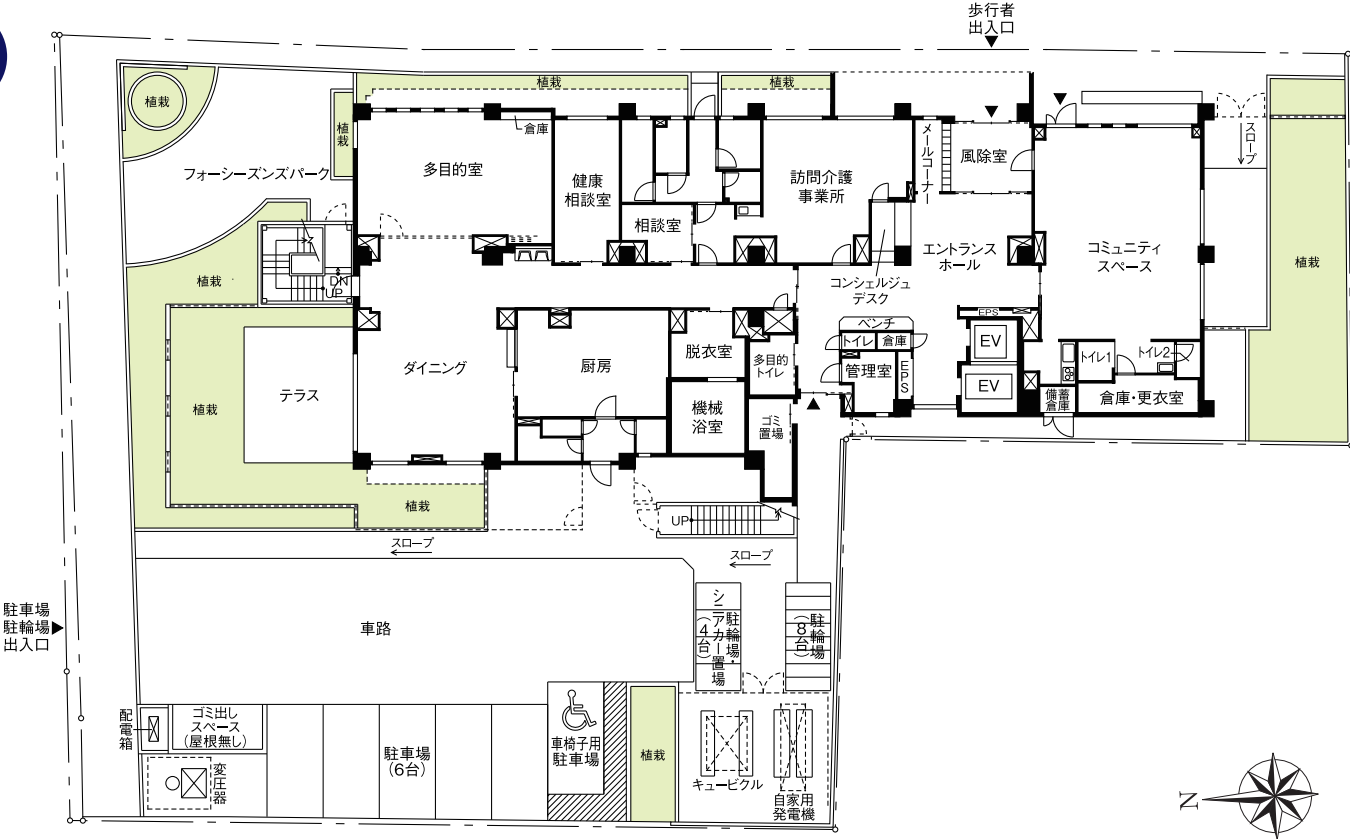 歩行者
出入口
植栽
植栽
植栽
植栽
倉庫
メールコーナー
風除室
スロープ
フォーシーズンズパーク
多目的室
健康
相談室
相談室
訪問介護
事業所
コミュニティ
スペース
エントランス
ホール
コンシェルジュ
デスク
植栽
植栽
DN
UP
EPS
ベンチ
トイレ
倉庫
EV
EV
管理室
EPS
トイレ1
トイレ2
備蓄
倉庫
倉庫・更衣室
植栽
テラス
ダイニング
厨房
脱衣室
多目的
トイレ
機械
浴室
ゴミ
置場
植栽
UP
スロープ
スロープ
駐車場
駐輪場
出入口
車路
駐輪場・
シニアカー置場
(4台)
駐輪場
(8台)
配電箱
ゴミ出し
スペース
(屋根無し)
変圧器
駐車場
(6台)
車椅子用
駐車場
植栽
キュービクル
自家用
発電機
N